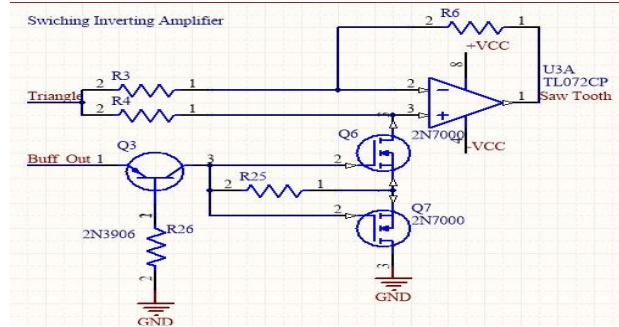 Swiching Inverting Amplifier
2 R6 1
+VCC
8
U3A
TL072CP
R3
2 1 2
Triangle
R4
2 1 3
1 Saw Tooth
Q6 2N7000
4
-VCC
Q3
Buff Out 1 3 2
R25
2 1
2 Q7
2N7000
2N3906
2
R26
2
3
GND
GND